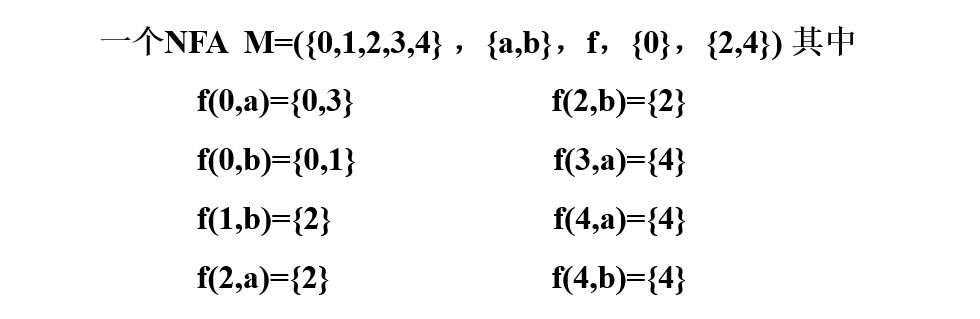 一个NFA M=({0,1,2,3,4} ，{a,b}，f，{0}，{2,4}) 其中
f(0,a)={0,3} f(2,b)={2}
f(0,b)={0,1} f(3,a)={4}
f(1,b)={2} f(4,a)={4}
f(2,a)={2} f(4,b)={4}